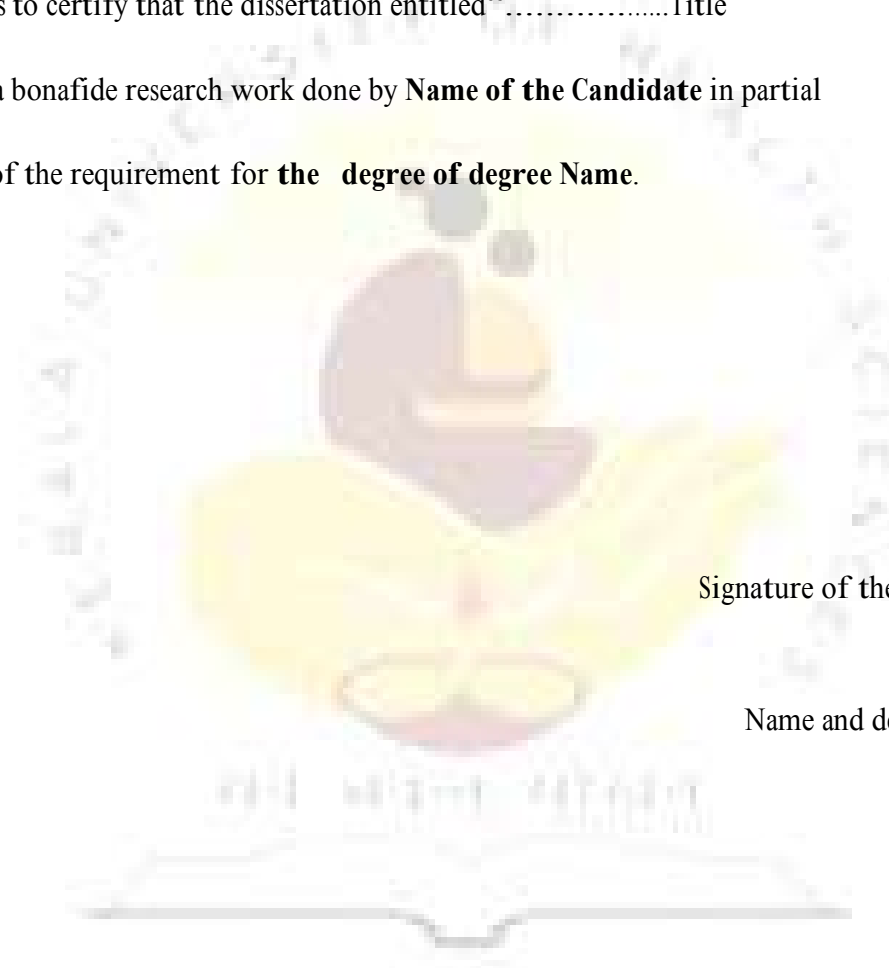 s to certify that the dissertation entitled “………….......Title
a bonafide research work done by Name of the Candidate in partial
of the requirement for the degree of degree Name.
Signature of the
Name and de